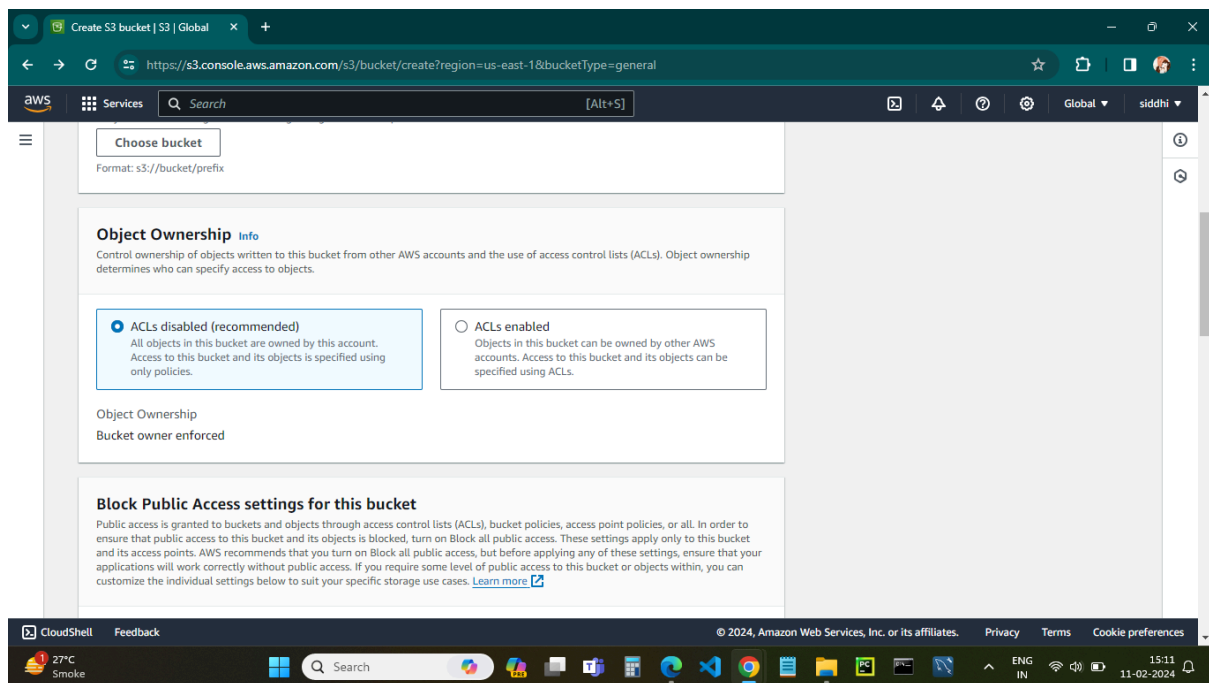 Create S3 bucket | S3 | Global
https://s3.console.aws.amazon.com/s3/bucket/create?region=us-east-1&bucketType=general
aws
Services
Search
[Alt+S]
Global
siddhi
Choose bucket
Format: s3://bucket/prefix
Object Ownership Info
Control ownership of objects written to this bucket from other AWS accounts and the use of access control lists (ACLs). Object ownership
determines who can specify access to objects.
ACLs disabled (recommended)
All objects in this bucket are owned by this account.
Access to this bucket and its objects is specified using
only policies.
ACLs enabled
Objects in this bucket can be owned by other AWS
accounts. Access to this bucket and its objects can be
specified using ACLs.
Object Ownership
Bucket owner enforced
Block Public Access settings for this bucket
Public access is granted to buckets and objects through access control lists (ACLs), bucket policies, access point policies, or all. In order to
ensure that public access to this bucket and its objects is blocked, turn on Block all public access. These settings apply only to this bucket
and its access points. AWS recommends that you turn on Block all public access, but before applying any of these settings, ensure that your
applications will work correctly without public access. If you require some level of public access to this bucket or objects within, you can
customize the individual settings below to suit your specific storage use cases. Learn more
CloudShell
Feedback
© 2024, Amazon Web Services, Inc. or its affiliates.
Privacy
Terms
Cookie preferences
1
27°C
Smoke
Search
PRE
PC
ENG
IN
15:11
11-02-2024